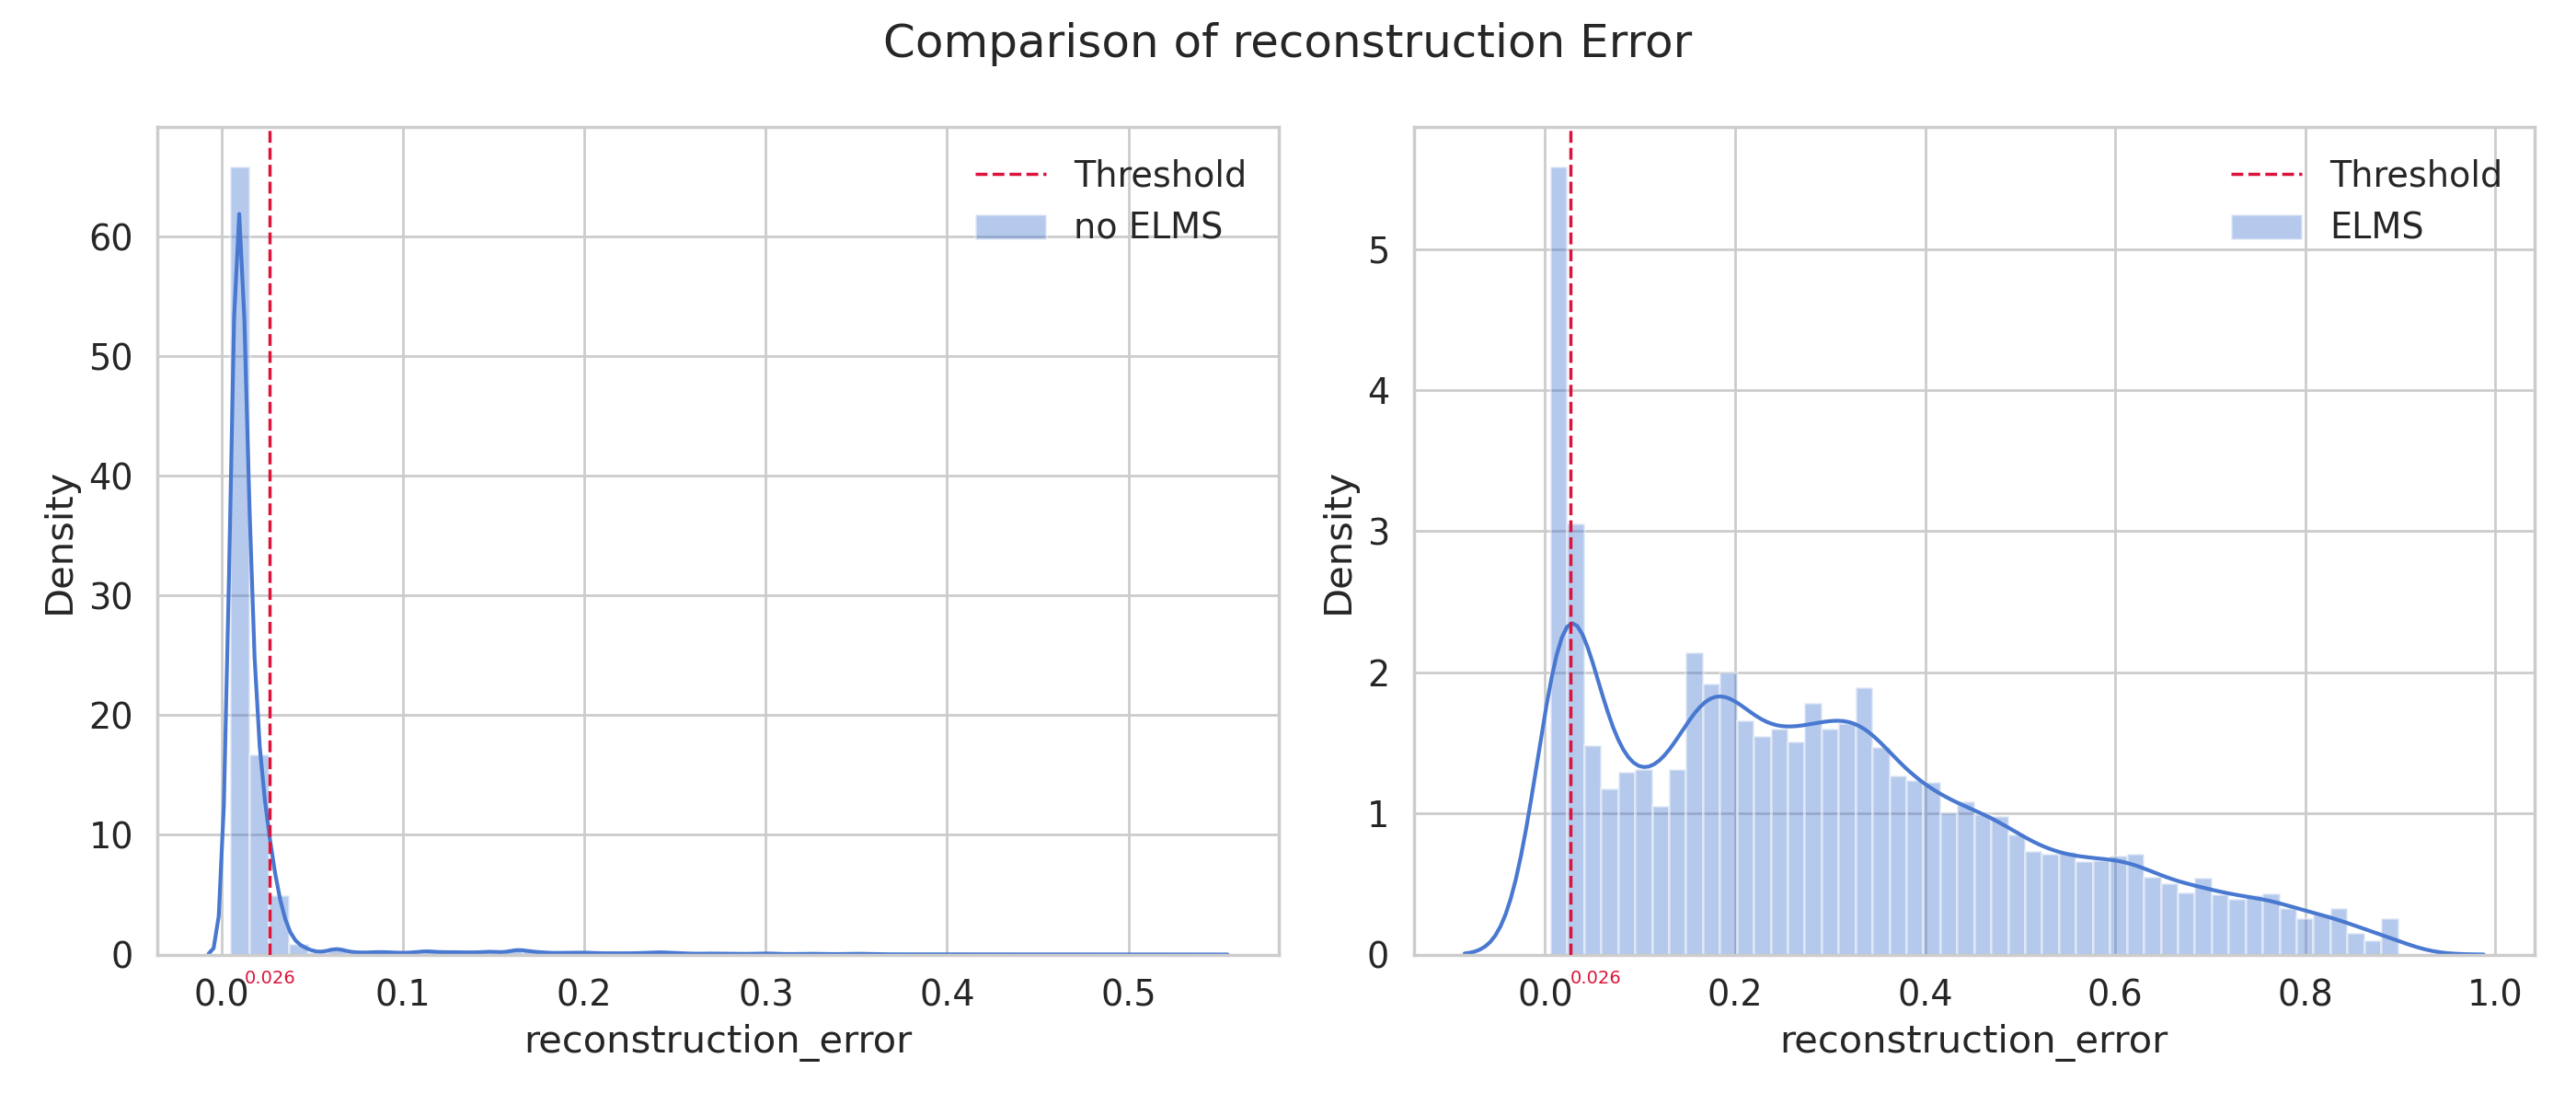 Comparison of reconstruction Error
Threshold
no ELMS
Density
60
50
40
30
20
10
0
0.026
0.0 0.1 0.2 0.3 0.4 0.5
reconstruction_error
Threshold
ELMS
Density
5
4
3
2
1
0
0.026
0.0 0.2 0.4 0.6 0.8 1.0
reconstruction_error